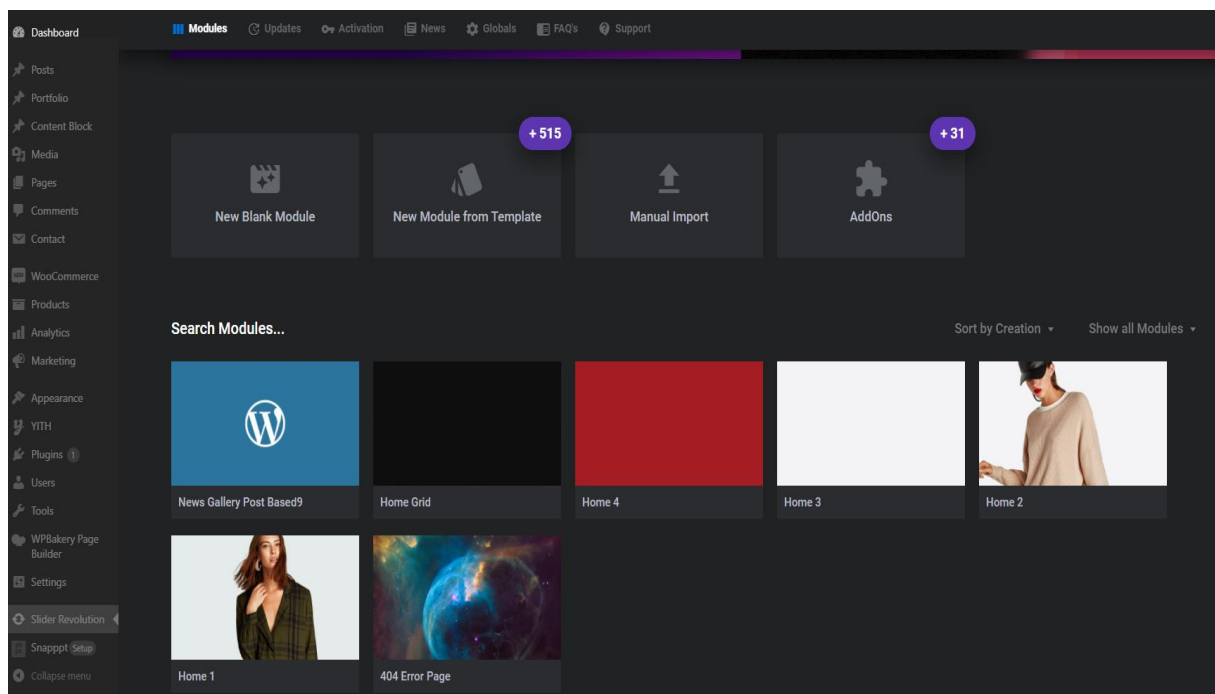 Dashboard
Posts
Portfolio
Content Block
Media
Pages
Comments
Contact
WooCommerce
Products
Analytics
Marketing
Appearance
YITH
Plugins 1
Users
Tools
WPBakery Page
Builder
Settings
Slider Revolution
Snapppt Setup
Collapse menu
Modules
Updates
Activation
News
Globals
FAQ's
Support
New Blank Module
+ 515
New Module from Template
Manual Import
+ 31
AddOns
Search Modules...
Sort by Creation
Show all Modules
News Gallery Post Based9
Home Grid
Home 4
Home 3
Home 2
Home 1
404 Error Page